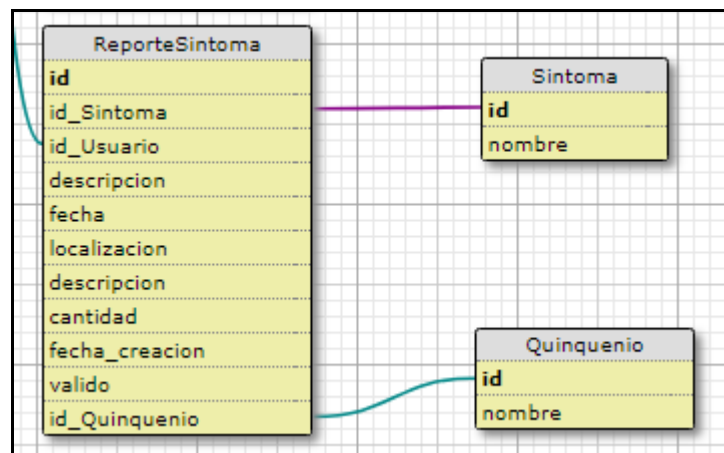 ReporteSintoma
id
id_Sintoma
id_Usuario
descripcion
fecha
localizacion
descripcion
cantidad
fecha_creacion
valido
id_Quinquenio
Sintoma
id
nombre
Quinquenio
id
nombre